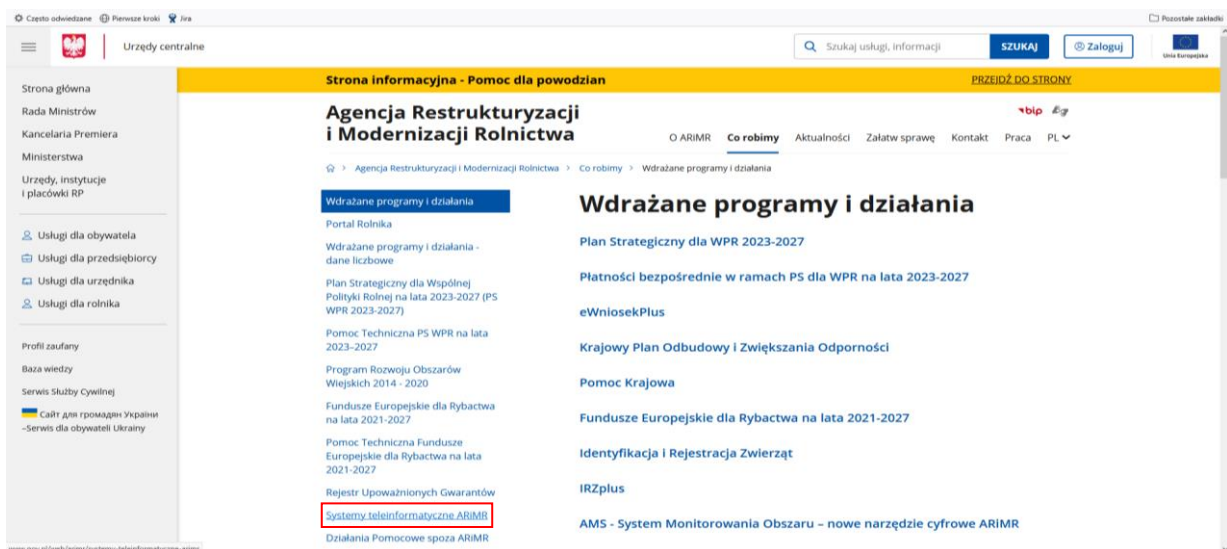 Często odwiedzane Pierwsze kroki Jira Pozostałe zakładki
Urzędy centralne Szukaj usługi, informacji SZUKAJ Zaloguj
Unia Europejska
Strona główna
Rada Ministrów
Kancelaria Premiera
Ministerstwa
Urzędy, instytucje
i placówki RP
Usługi dla obywatela
Usługi dla przedsiębiorcy
Usługi dla urzędnika
Usługi dla rolnika
Profil zaufany
Baza wiedzy
Serwis Służby Cywilnej
Сайт для громадян України
–Serwis dla obywateli Ukrainy
Strona informacyjna - Pomoc dla powodzian PRZEJDŹ DO STRONY
Agencja Restrukturyzacji
i Modernizacji Rolnictwa
bip
O ARiMR Co robimy Aktualności Załatw sprawę Kontakt Praca PL
> Agencja Restrukturyzacji i Modernizacji Rolnictwa > Co robimy > Wdrażane programy i działania
Wdrażane programy i działania
Portal Rolnika
Wdrażane programy i działania -
dane liczbowe
Plan Strategiczny dla Wspólnej
Polityki Rolnej na lata 2023-2027 (PS
WPR 2023-2027)
Pomoc Techniczna PS WPR na lata
2023–2027
Program Rozwoju Obszarów
Wiejskich 2014 - 2020
Fundusze Europejskie dla Rybactwa
na lata 2021-2027
Pomoc Techniczna Fundusze
Europejskie dla Rybactwa na lata
2021-2027
Rejestr Upoważnionych Gwarantów
Systemy teleinformatyczne ARiMR
Działania Pomocowe spoza ARiMR
Wdrażane programy i działania
Plan Strategiczny dla WPR 2023-2027
Płatności bezpośrednie w ramach PS dla WPR na lata 2023-2027
eWniosekPlus
Krajowy Plan Odbudowy i Zwiększania Odporności
Pomoc Krajowa
Fundusze Europejskie dla Rybactwa na lata 2021-2027
Identyfikacja i Rejestracja Zwierząt
IRZplus
AMS - System Monitorowania Obszaru – nowe narzędzie cyfrowe ARiMR